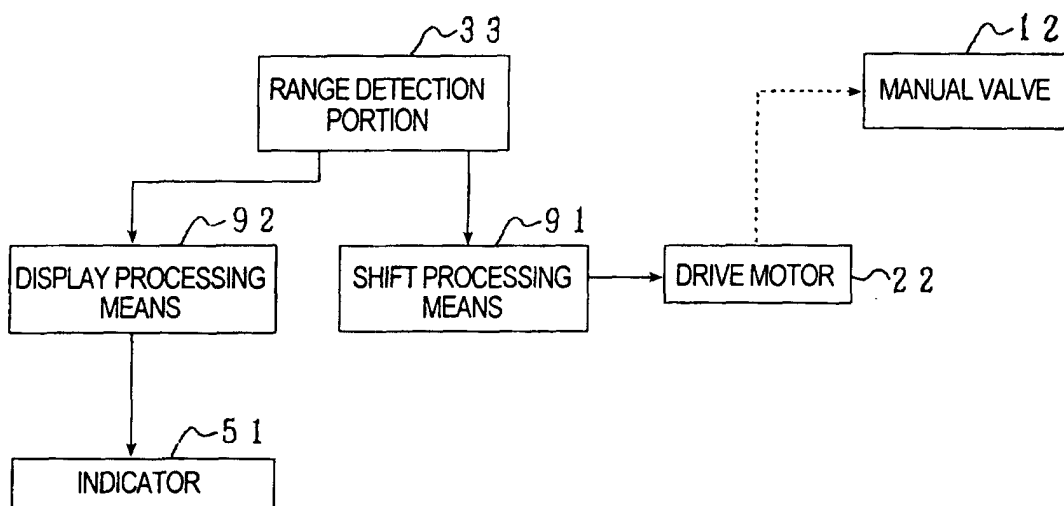 33
12
RANGE DETECTION
PORTION
MANUAL VALVE
92
91
DISPLAY PROCESSING
MEANS
SHIFT PROCESSING
MEANS
DRIVE MOTOR
22
51
INDICATOR